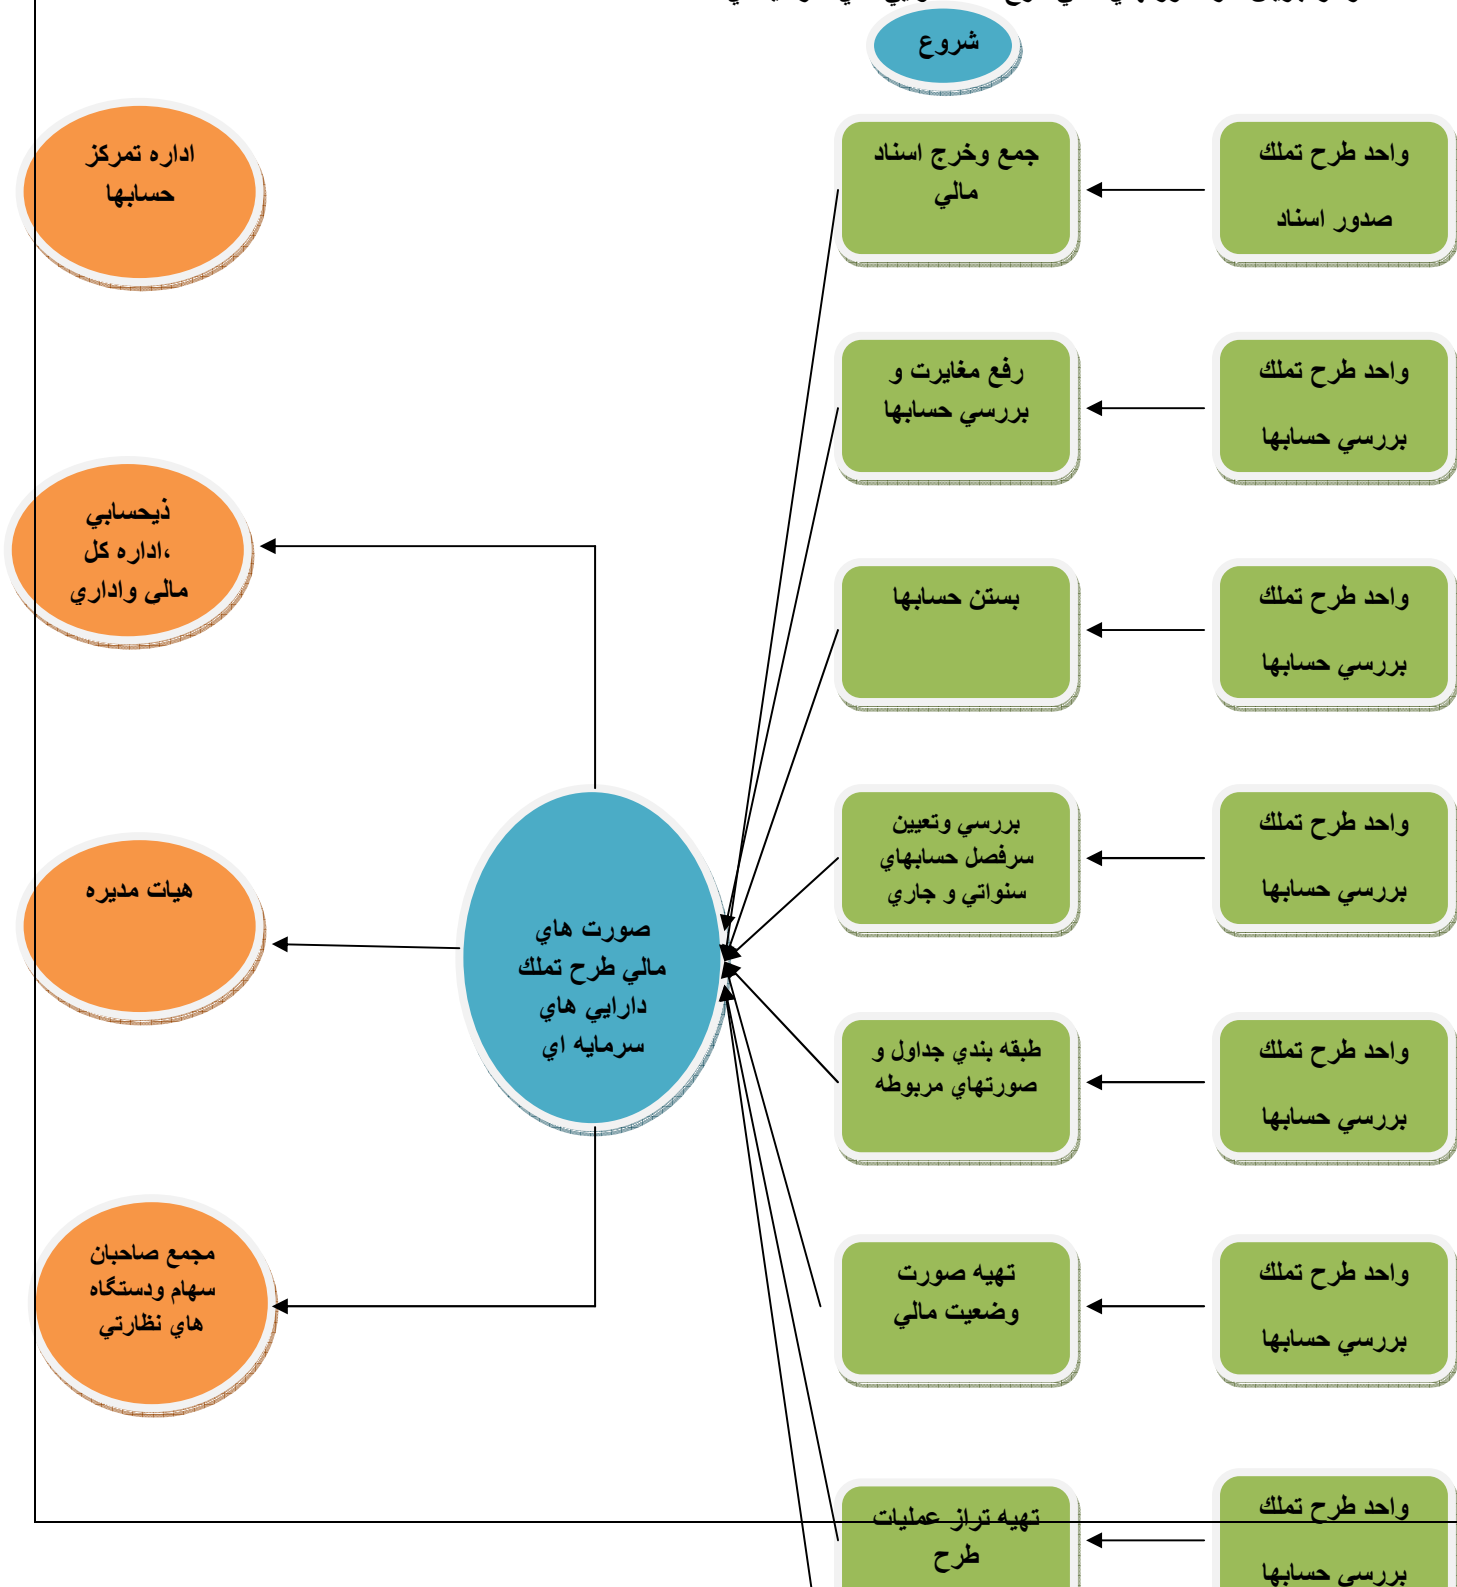 شروع
واحد طرح تملك
صدور اسناد
جمع وخرج اسناد
مالي
اداره تمركز
حسابها
واحد طرح تملك
بررسي حسابها
رفع مغايرت و
بررسي حسابها
واحد طرح تملك
بررسي حسابها
بستن حسابها
ذيحسابي
،اداره كل
مالی واداري
واحد طرح تملك
بررسي حسابها
بررسي وتعيين
سرفصل حسابهاي
سنواتي و جاري
هيات مديره
صورت هاي
مالي طرح تملك
دارايي هاي
سرمايه اي
واحد طرح تملك
بررسي حسابها
طبقه بندي جداول و
صورتهاي مربوطه
واحد طرح تملك
بررسي حسابها
تهيه صورت
وضعيت مالي
مجمع صاحبان
سهام ودستگاه
هاي نظارتي
واحد طرح تملك
بررسي حسابها
تهيه تراز عمليات
طرح